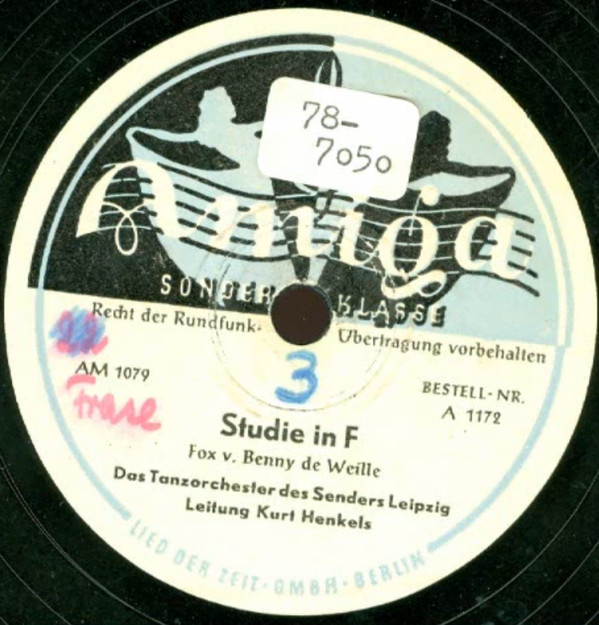 78-
7050
Amiga
SONDER KLASSE
Recht der Rundfunk- Übertragung vorbehalten
22
AM 1079
Frase
3
BESTELL-NR.
A 1172
Studie in F
Fox v. Benny de Weille
Das Tanzorchester des Senders Leipzig
Leitung Kurt Henkels
LIED DER ZEIT·GMBH·BERLIN